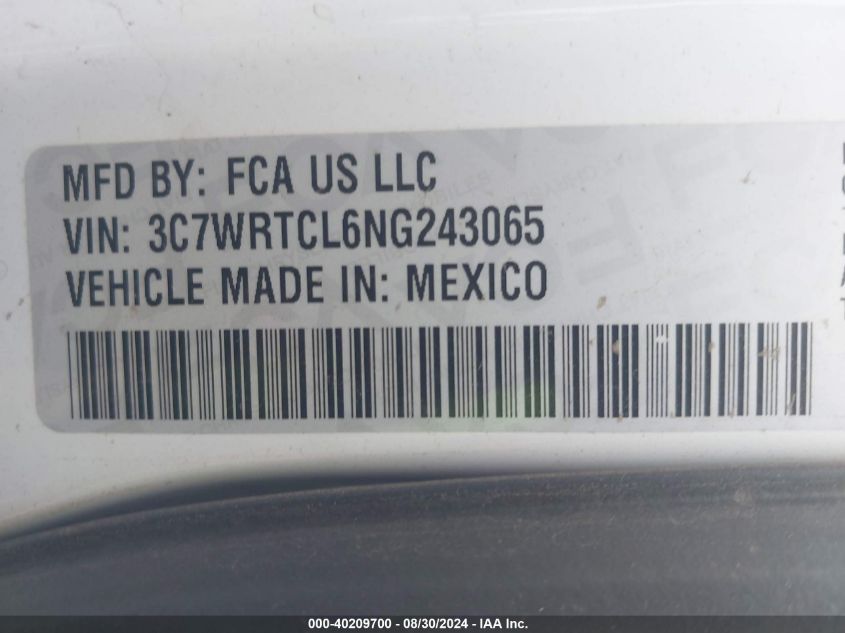 MFD BY: FCA US LLC
VIN: 3C7WRTCL6NG243065
VEHICLE MADE IN: MEXICO
000-40209700 - 08/30/2024 - IAA Inc.